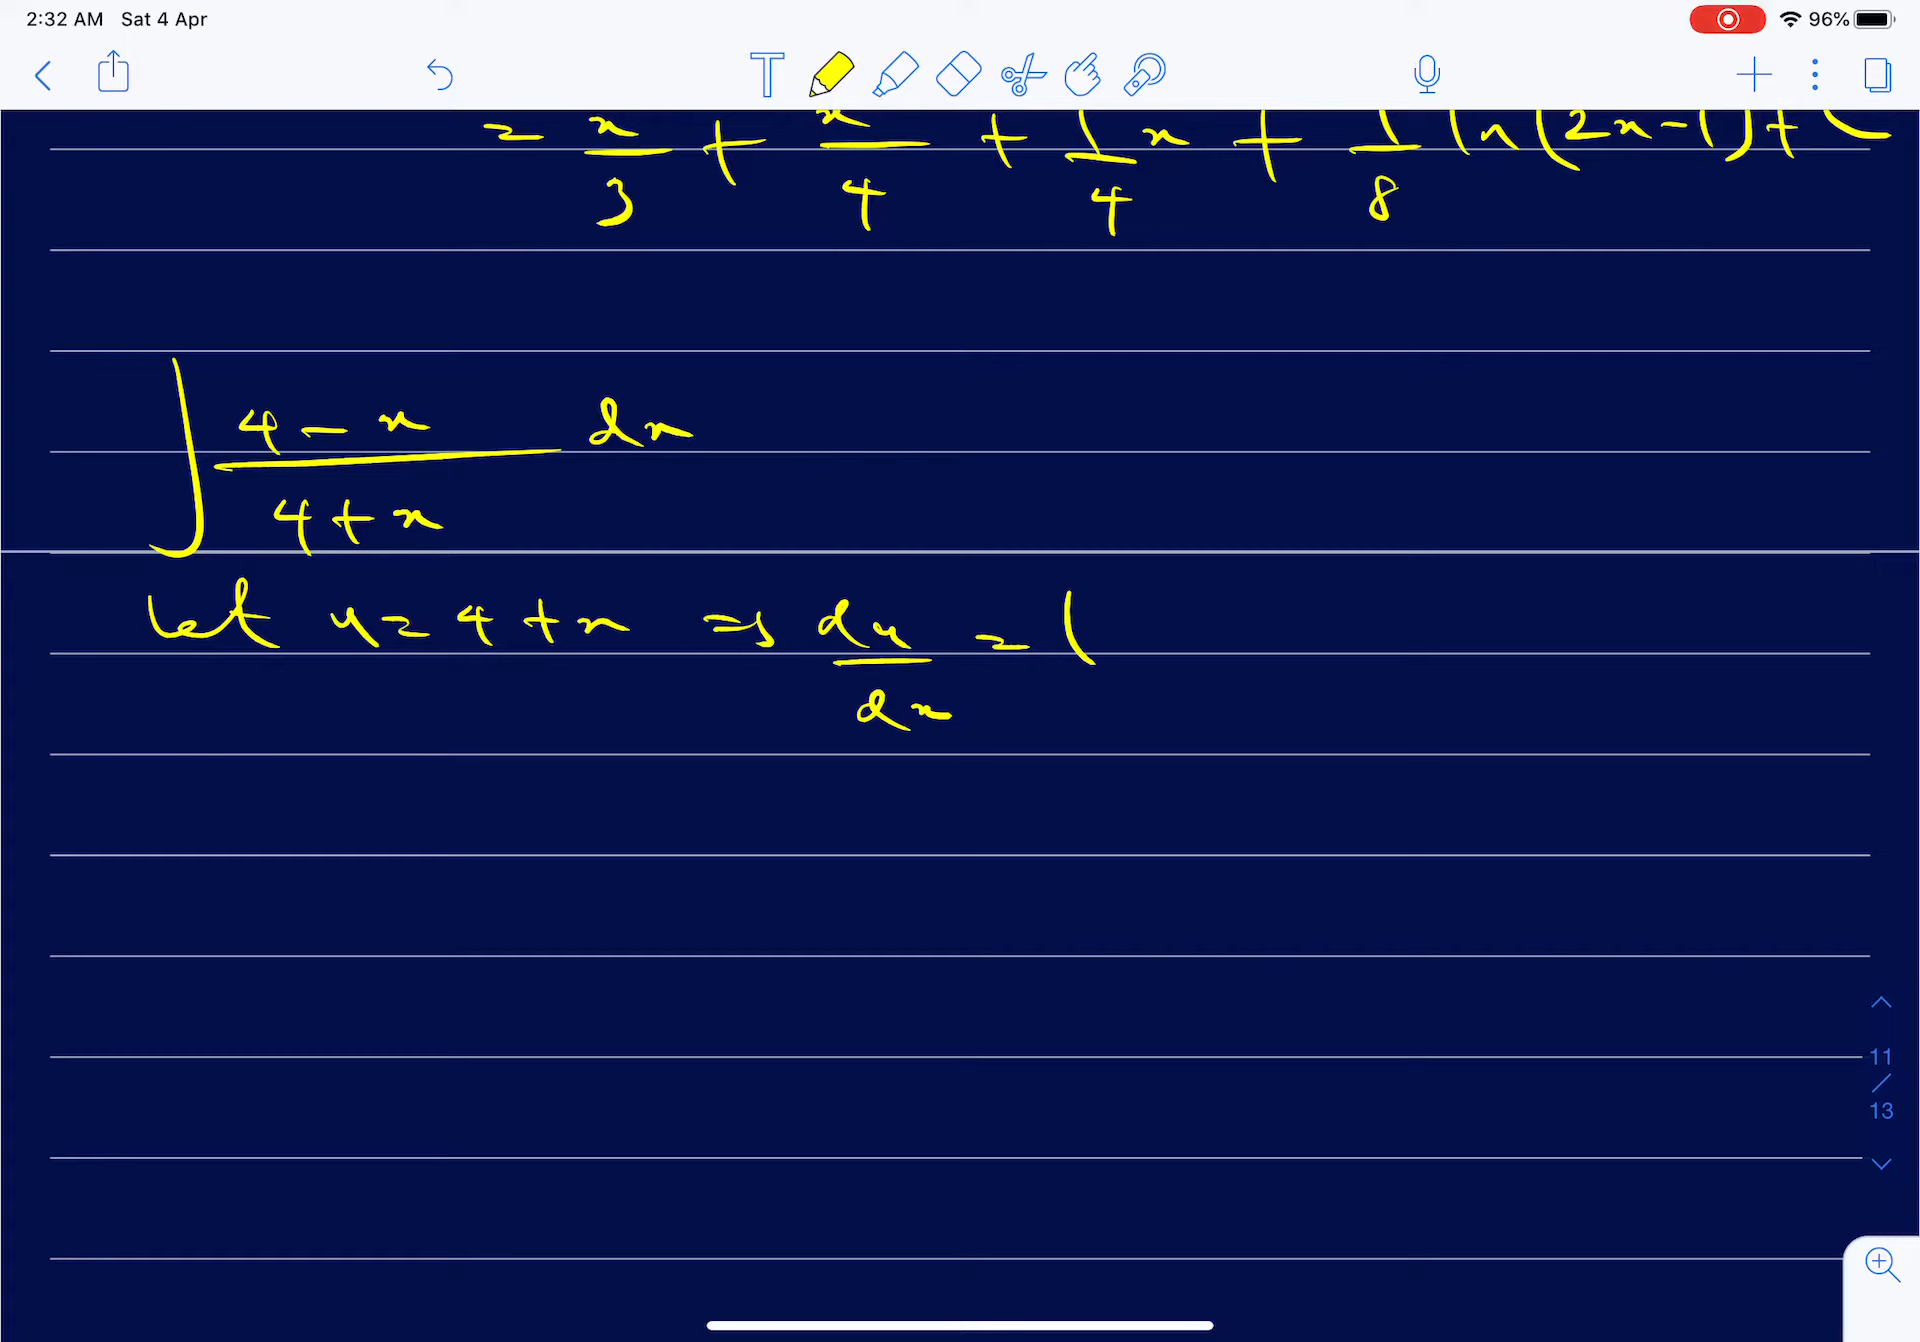 2:32 AM Sat 4 Apr 96%
T
= x/3 + x/4 + 1/4 x + 1/8 ln(2x-1) + C
∫ 4-x / 4+x dx
let u = 4 + x ⇒ du/dx = 1
11
/
13